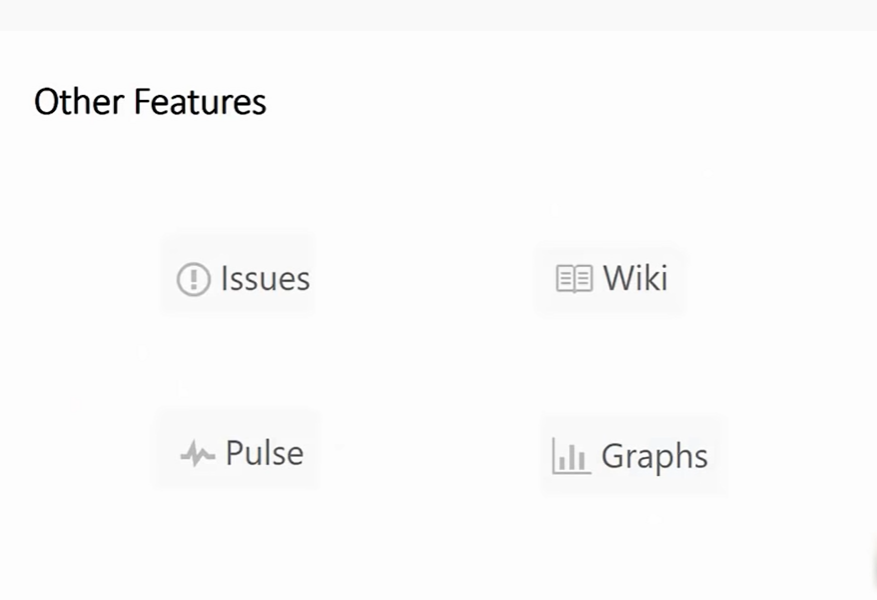 Other Features
Issues
Wiki
Pulse
Graphs